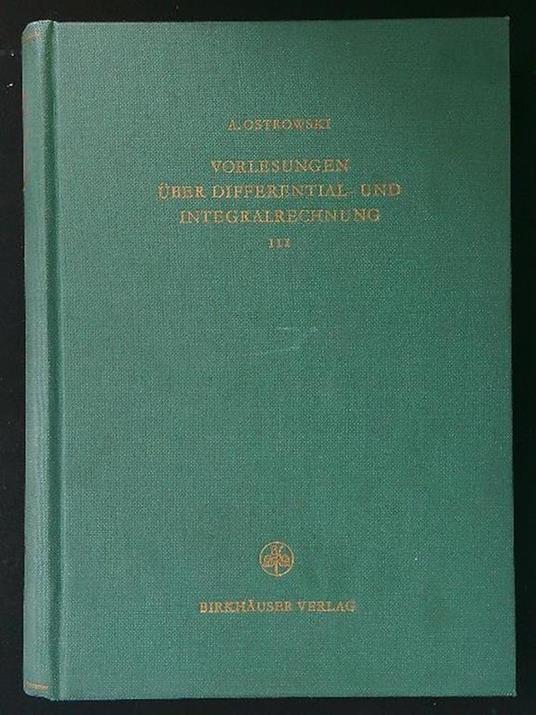 A. OSTROWSKI
VORLESUNGEN
ÜBER DIFFERENTIAL- UND
INTEGRALRECHNUNG
III
BIRKHÄUSER VERLAG